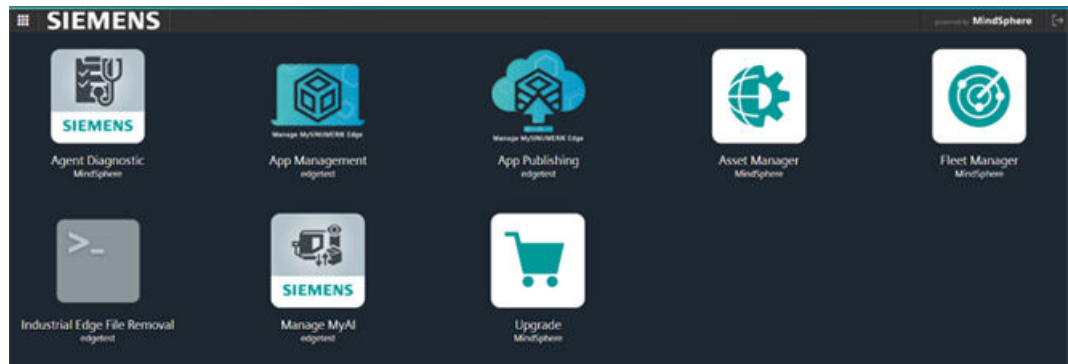 SIEMENS
powered by MindSphere
SIEMENS
Manage MySINUMERIK Edge
Manage MySINUMERIK Edge
Agent Diagnostic
MindSphere
App Management
edgetest
App Publishing
edgetest
Asset Manager
MindSphere
Fleet Manager
MindSphere
>_
SIEMENS
Industrial Edge File Removal
edgetest
Manage MyAI
edgetest
Upgrade
MindSphere